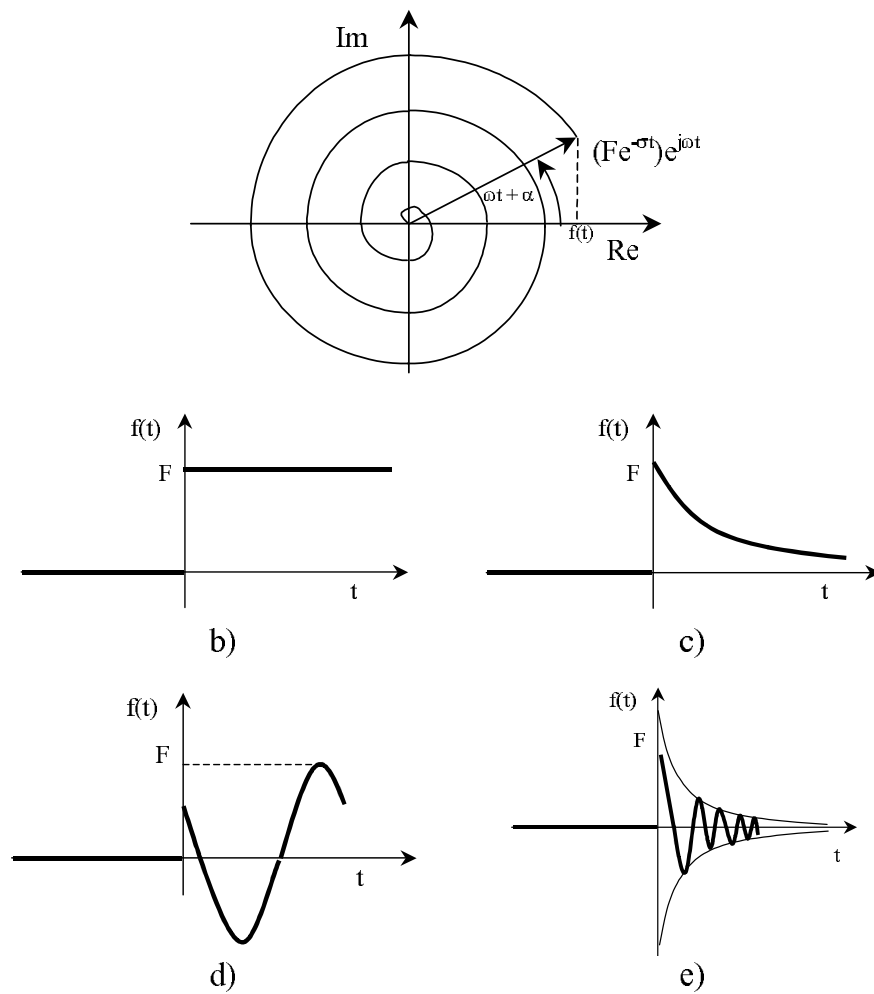 Im
(Fe^-σt)e^jωt
ωt + α
f(t)
Re
f(t)
F
t
b)
f(t)
F
t
c)
f(t)
F
t
d)
f(t)
F
t
e)